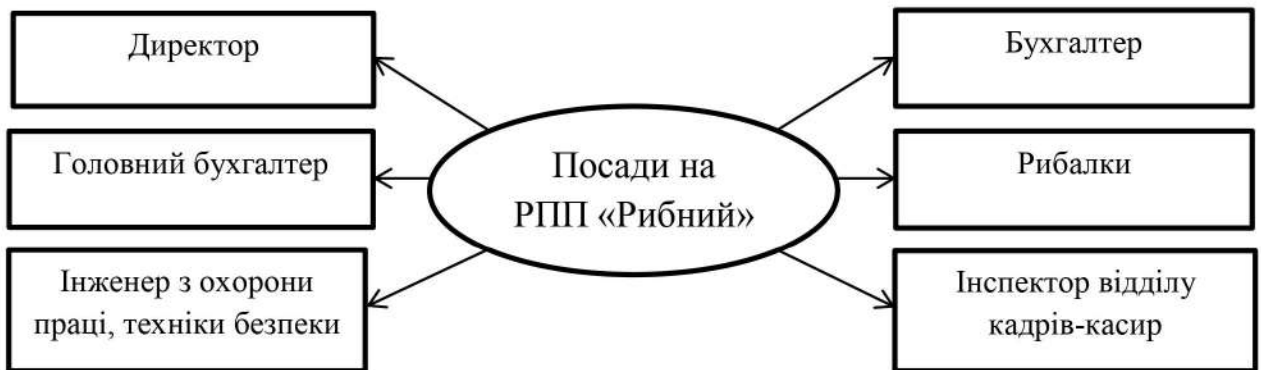 Директор
Бухгалтер
Головний бухгалтер
Посади на
РПП «Рибний»
Рибалки
Інженер з охорони
праці, техніки безпеки
Інспектор відділу
кадрів-касир